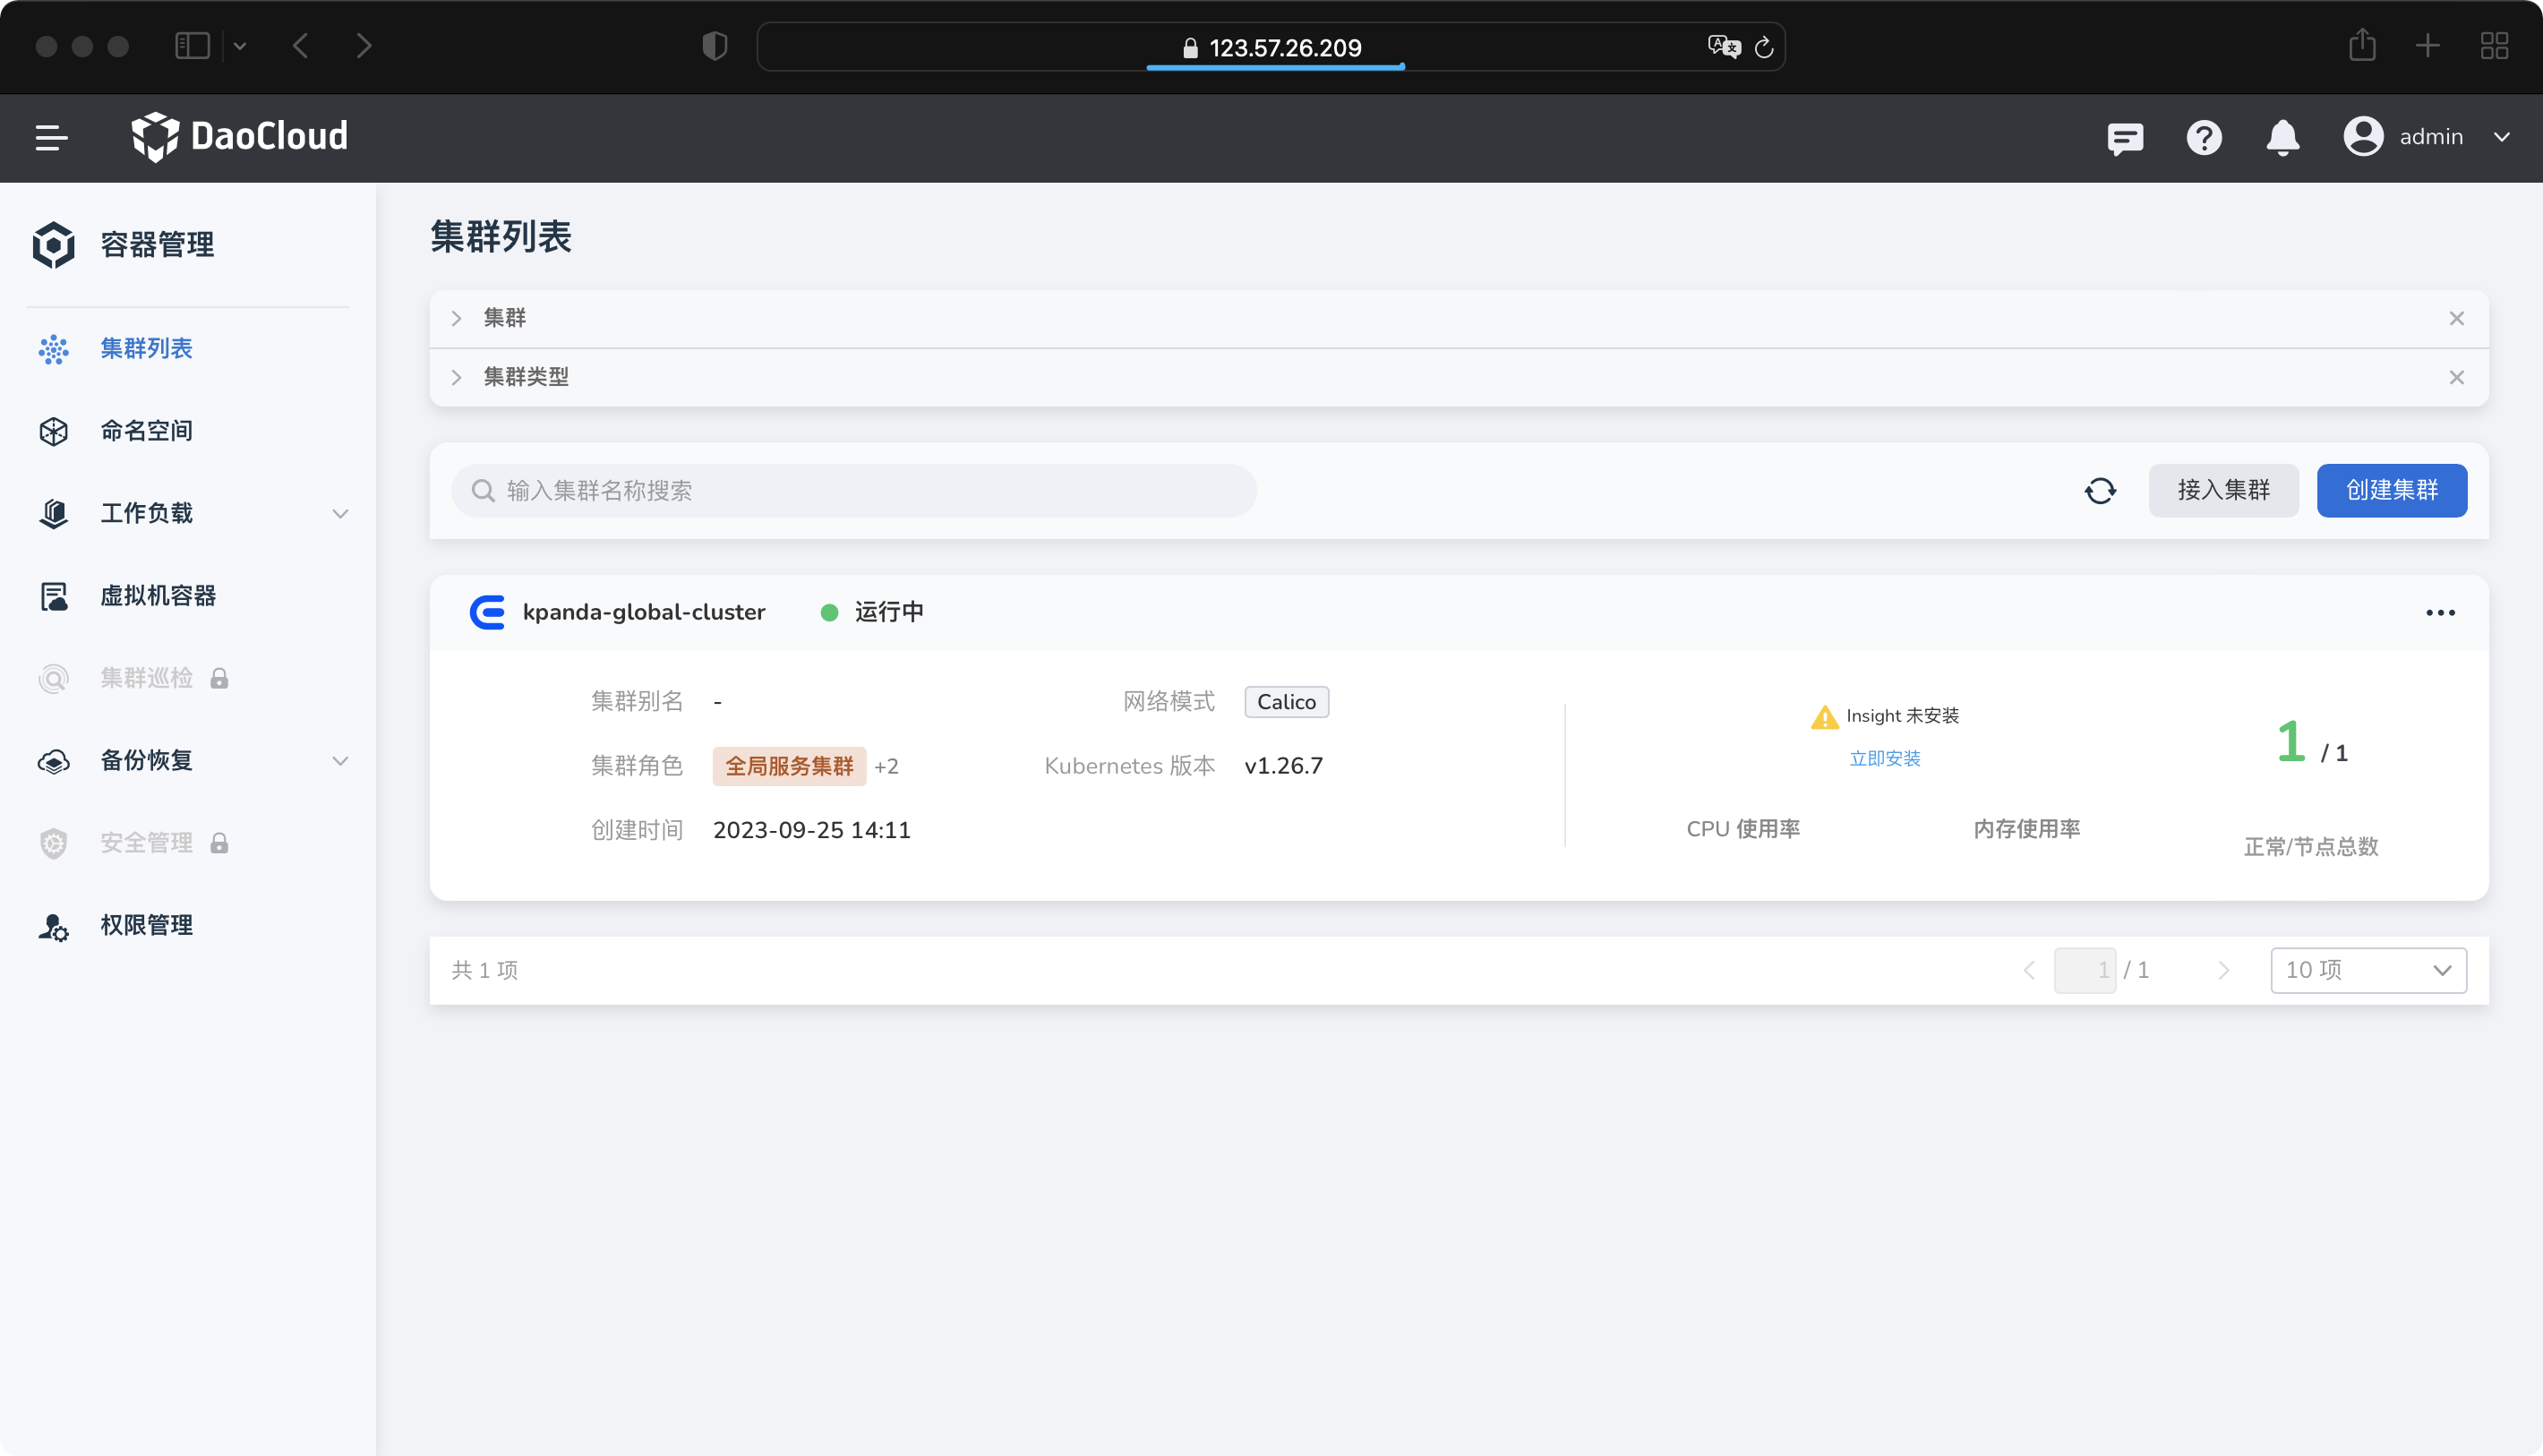 123.57.26.209
DaoCloud
admin
容器管理
集群列表
命名空间
工作负载
虚拟机容器
集群巡检
备份恢复
安全管理
权限管理
集群列表
集群
集群类型
输入集群名称搜索
接入集群
创建集群
kpanda-global-cluster 运行中
集群别名 -
网络模式 Calico
集群角色 全局服务集群 +2
Kubernetes 版本 v1.26.7
创建时间 2023-09-25 14:11
Insight 未安装
立即安装
CPU 使用率
内存使用率
1 / 1
正常/节点总数
共 1 项
1 / 1
10 项